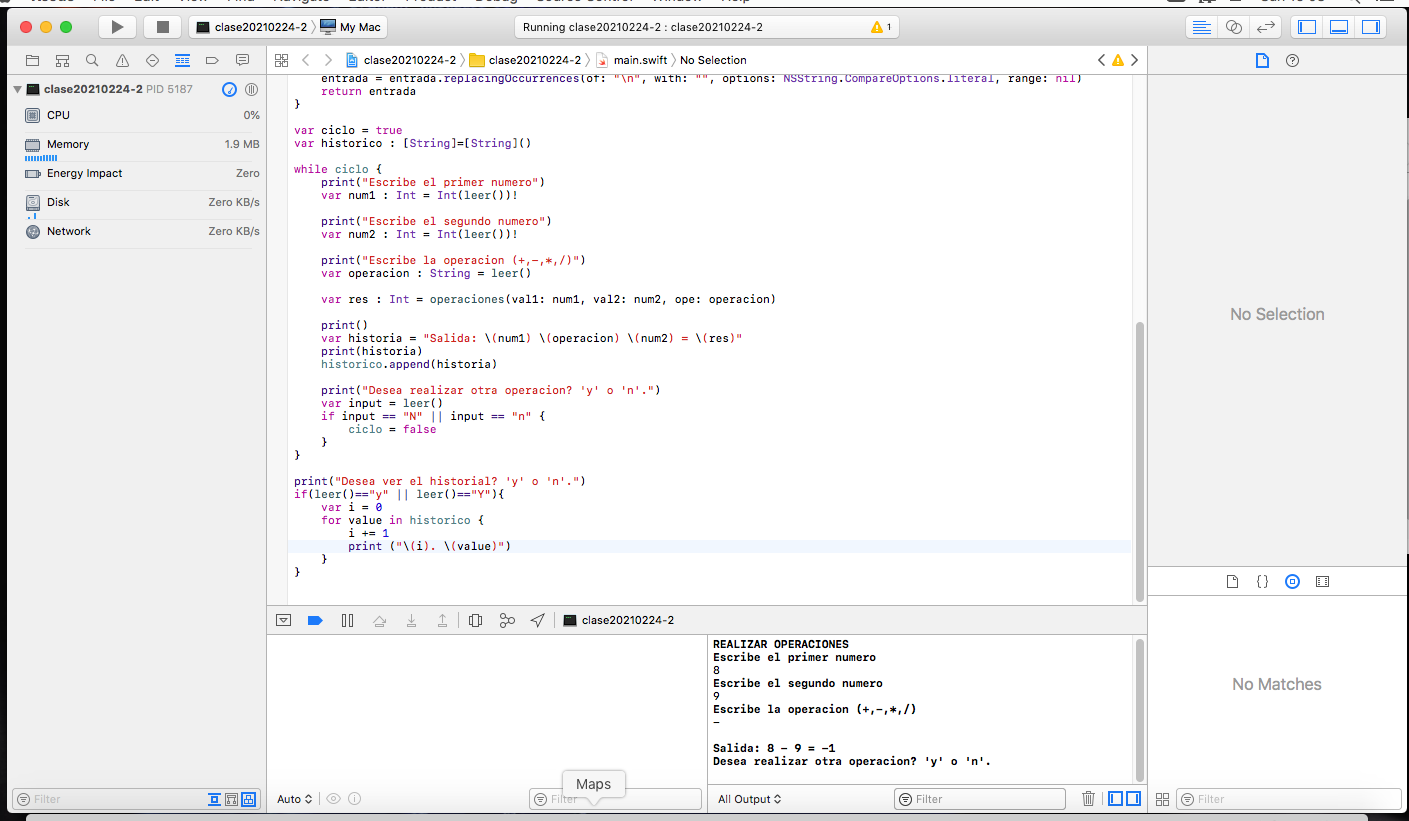 clase20210224-2 〉 My Mac
Running clase20210224-2 : clase20210224-2
1
clase20210224-2 〉 clase20210224-2 〉 main.swift 〉 No Selection
clase20210224-2 PID 5187
CPU 0%
Memory 1.9 MB
Energy Impact Zero
Disk Zero KB/s
Network Zero KB/s
Filter
entrada = entrada.replacingOccurrences(of: "\n", with: "", options: NSString.CompareOptions.literal, range: nil)
return entrada
}
var ciclo = true
var historico : [String]=[String]()
while ciclo {
print("Escribe el primer numero")
var num1 : Int = Int(leer())!
print("Escribe el segundo numero")
var num2 : Int = Int(leer())!
print("Escribe la operacion (+,-,*,/)")
var operacion : String = leer()
var res : Int = operaciones(val1: num1, val2: num2, ope: operacion)
print()
var historia = "Salida: \(num1) \(operacion) \(num2) = \(res)"
print(historia)
historico.append(historia)
print("Desea realizar otra operacion? 'y' o 'n'.")
var input = leer()
if input == "N" || input == "n" {
ciclo = false
}
}
print("Desea ver el historial? 'y' o 'n'.")
if(leer()=="y" || leer()=="Y"){
var i = 0
for value in historico {
i += 1
print ("\(i). \(value)")
}
}
clase20210224-2
Auto
Filter
Maps
REALIZAR OPERACIONES
Escribe el primer numero
8
Escribe el segundo numero
9
Escribe la operacion (+,-,*,/)
-
Salida: 8 - 9 = -1
Desea realizar otra operacion? 'y' o 'n'.
All Output
Filter
No Selection
No Matches
Filter